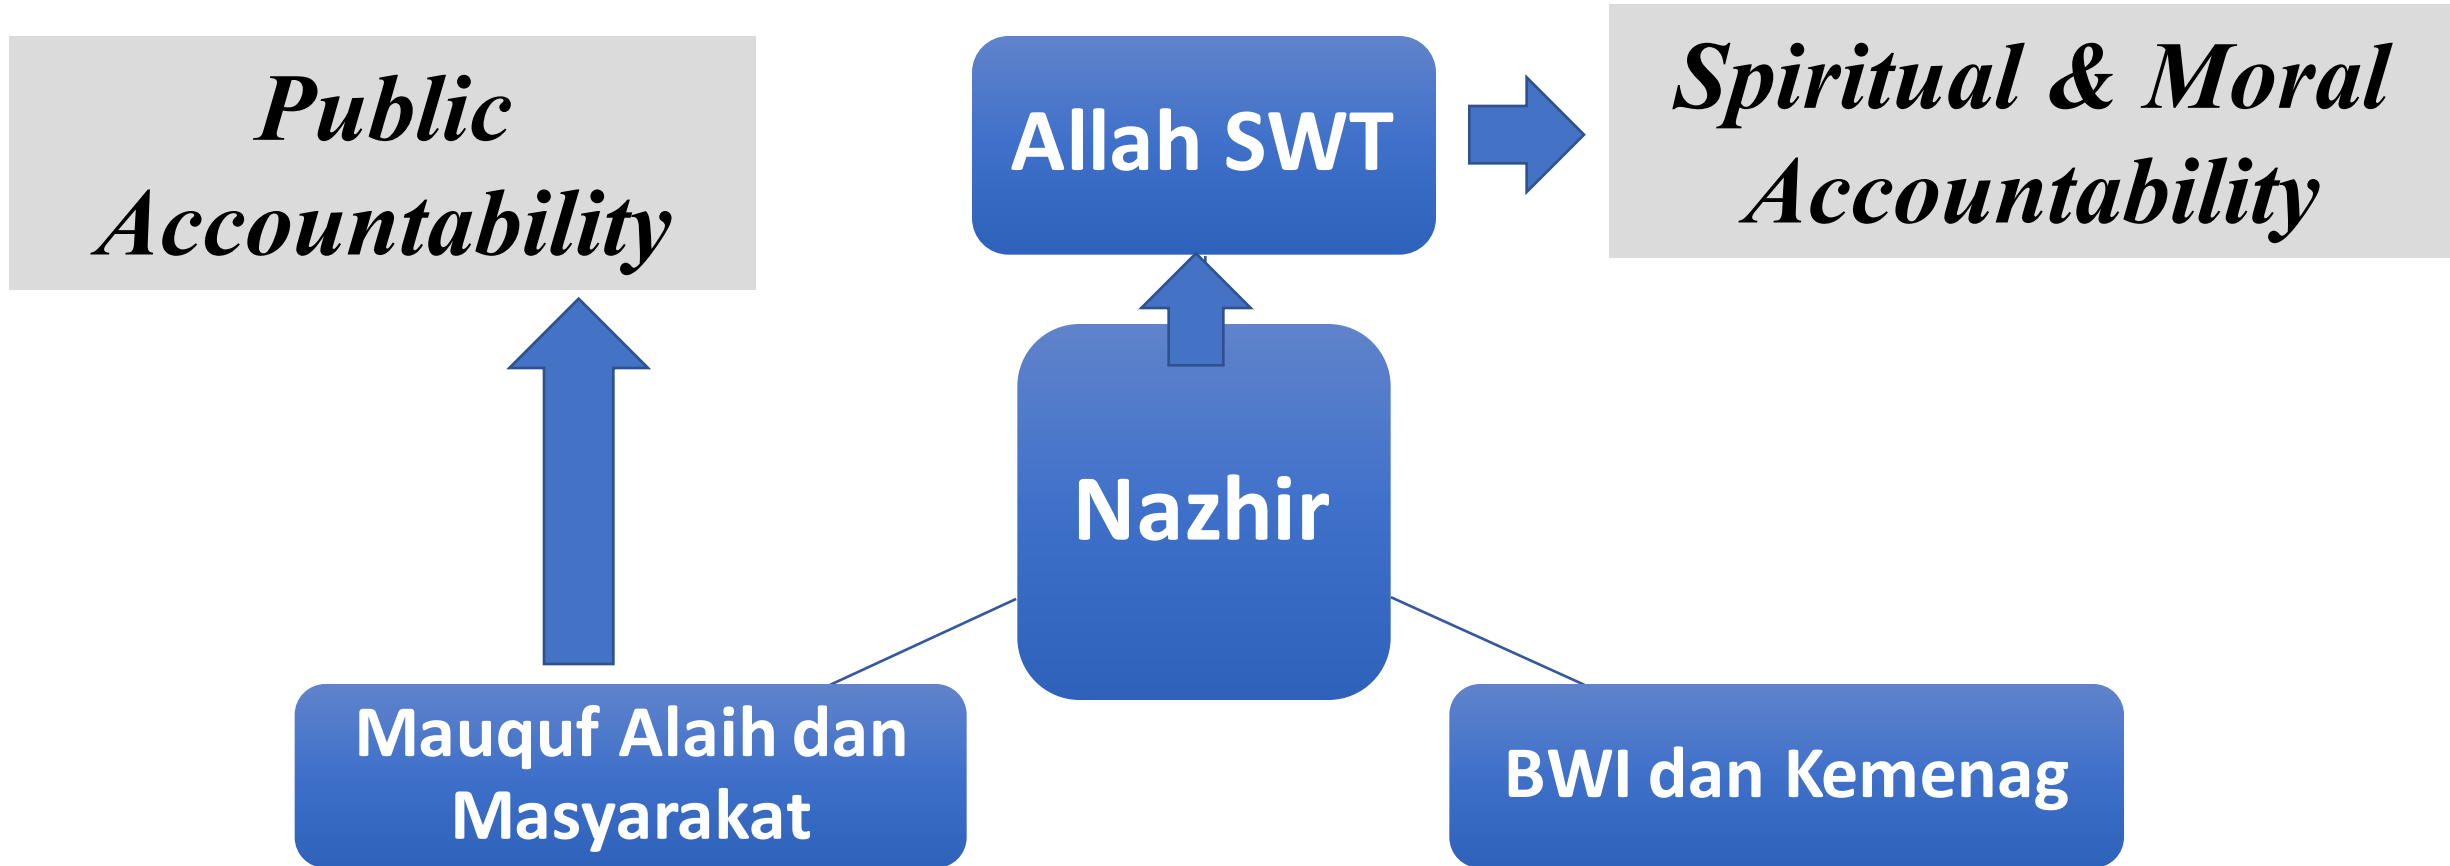 Public
Accountability
Allah SWT
Spiritual & Moral
Accountability
Nazhir
Mauquf Alaih dan
Masyarakat
BWI dan Kemenag